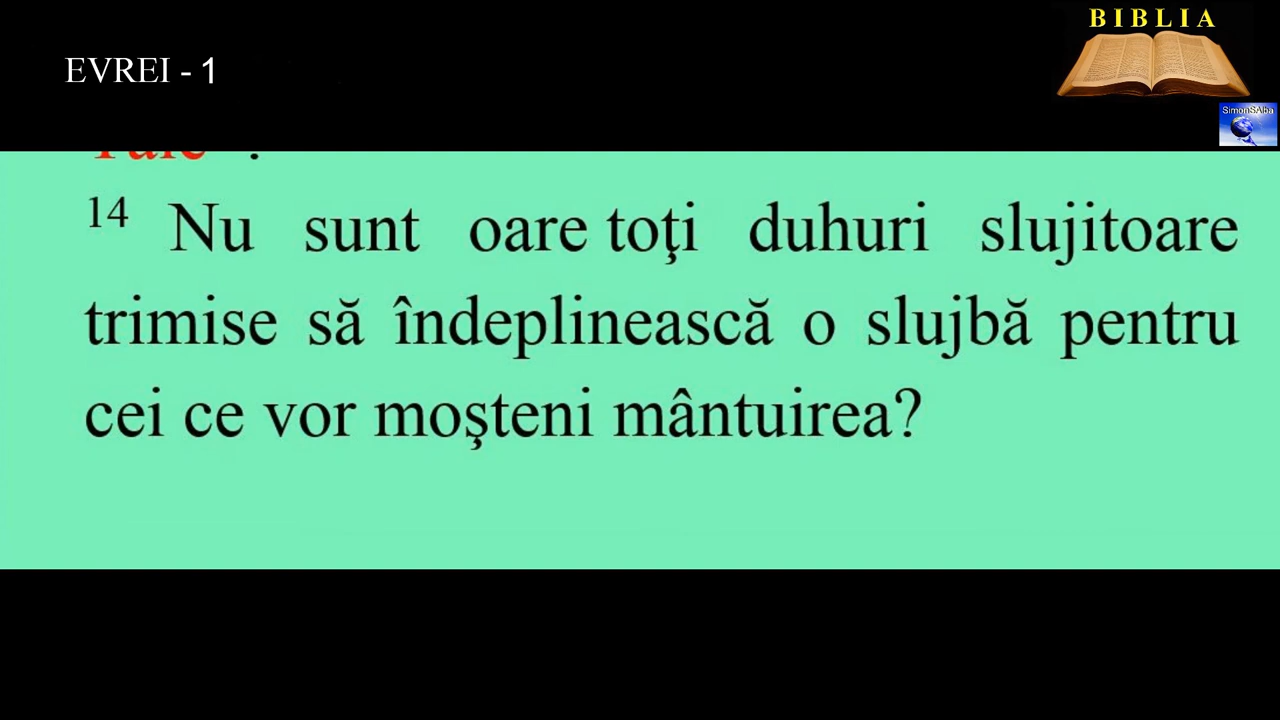 BIBLIA
EVREI - 1
SimonSAlba
14 Nu sunt oare toţi duhuri slujitoare
trimise să îndeplinească o slujbă pentru
cei ce vor moşteni mântuirea?